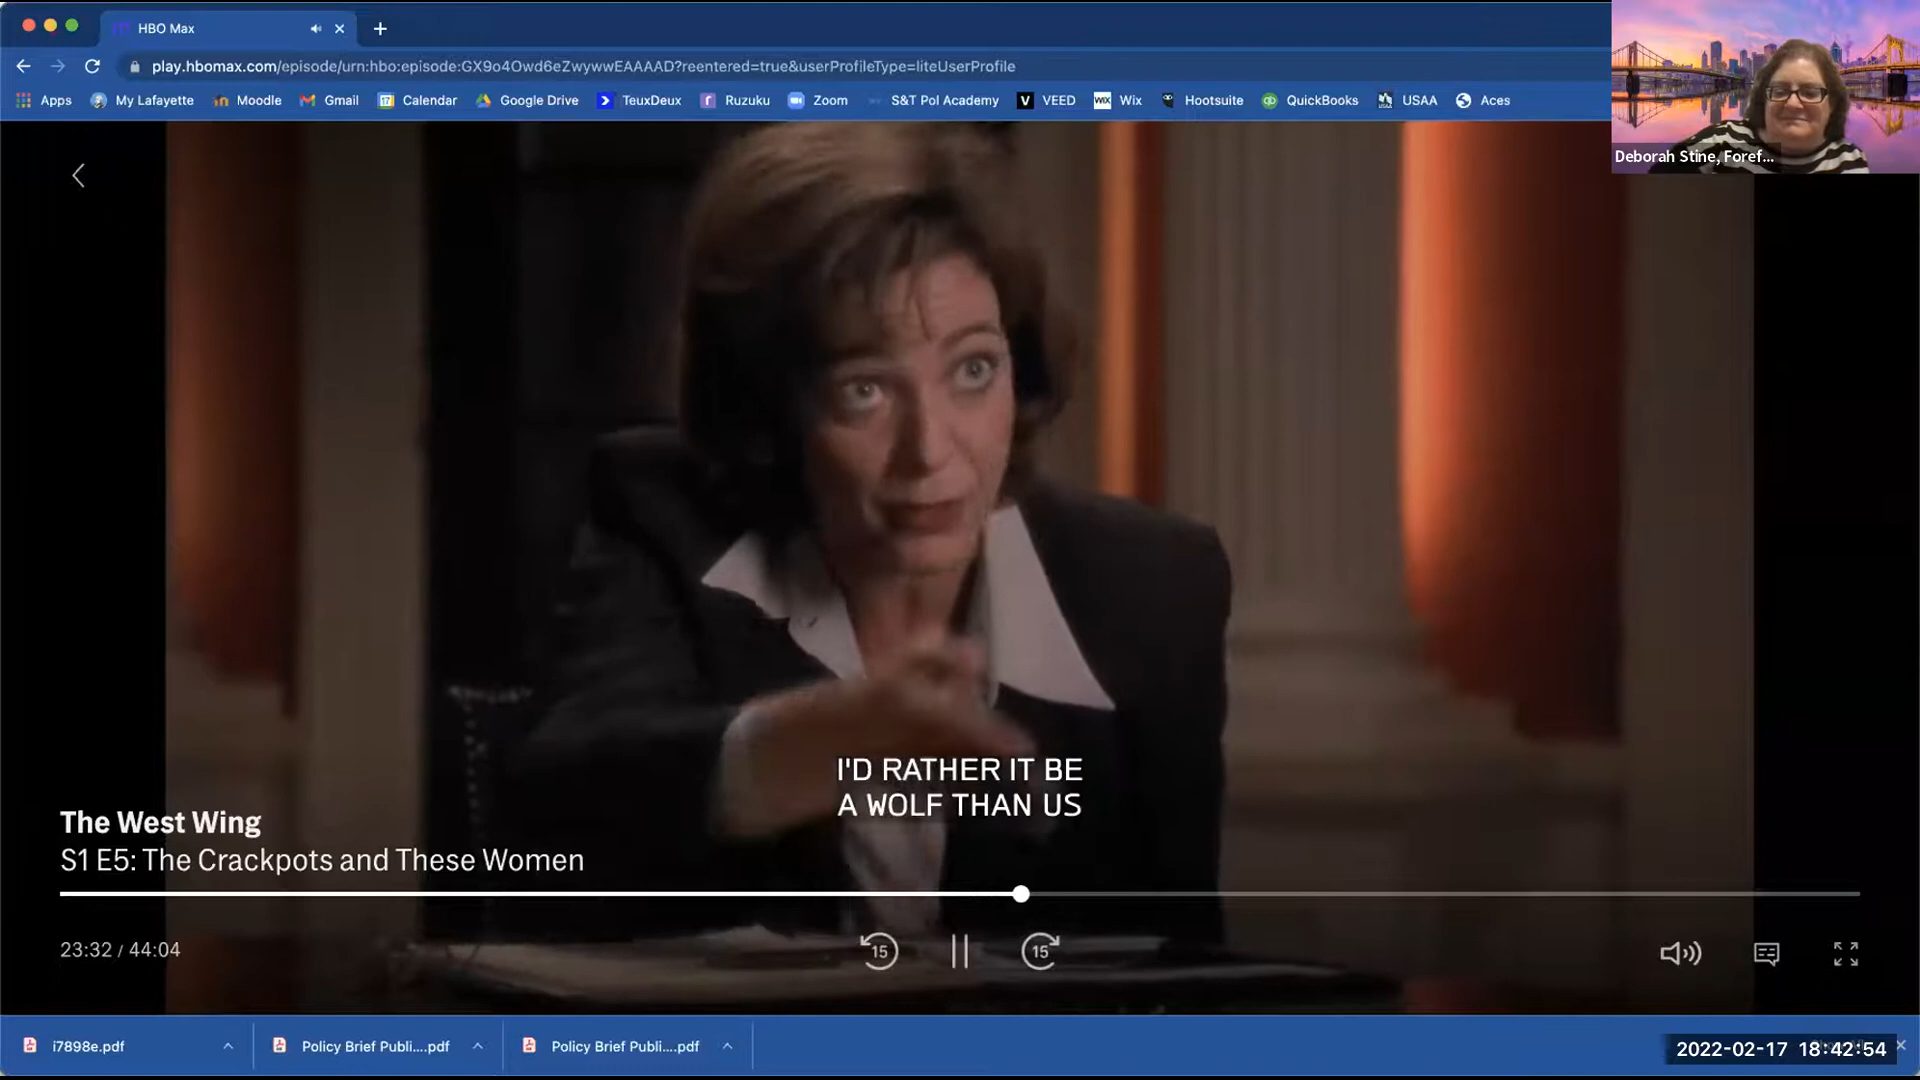 HBO Max
play.hbomax.com/episode/urn:hbo:episode:GX9o4Owd6eZwywwEAAAAD?reentered=true&userProfileType=liteUserProfile
Apps My Lafayette Moodle Gmail Calendar Google Drive TeuxDeux Ruzuku Zoom S&T Pol Academy VEED Wix Hootsuite QuickBooks USAA Aces
Deborah Stine, Foref...
I'D RATHER IT BE
A WOLF THAN US
The West Wing
S1 E5: The Crackpots and These Women
23:32 / 44:04
15 15
i7898e.pdf Policy Brief Publi....pdf Policy Brief Publi....pdf
2022-02-17 18:42:54